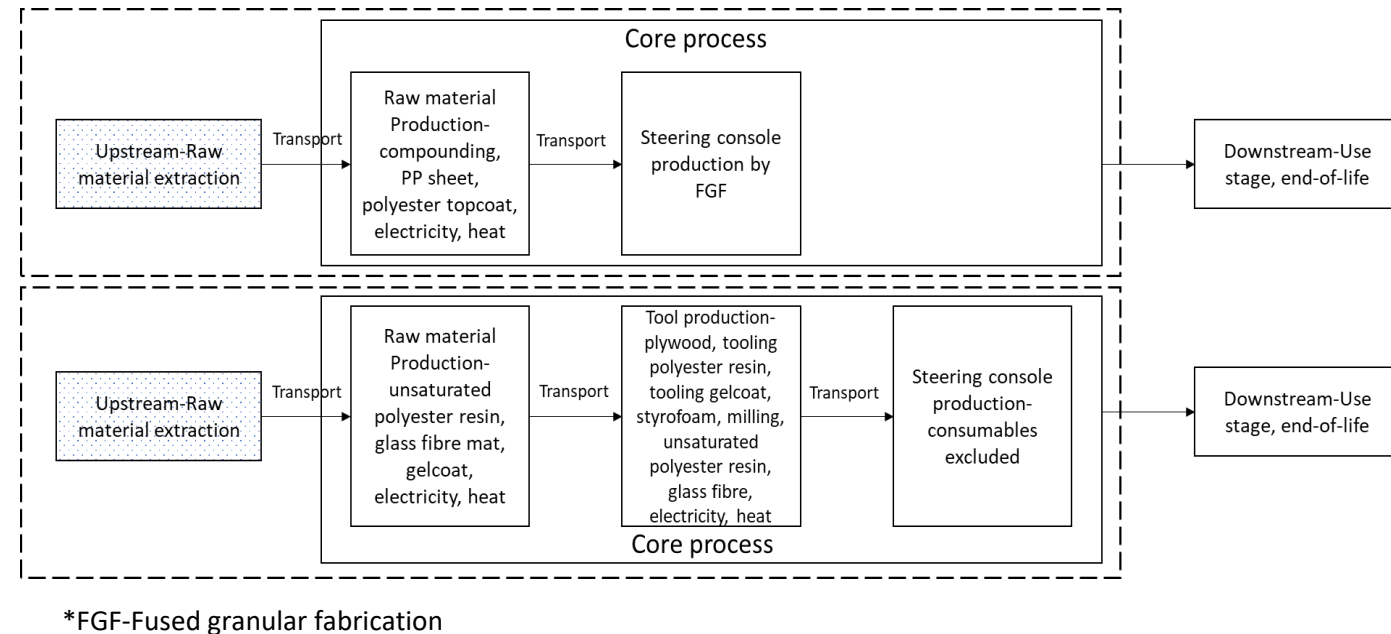 Core process
Upstream-Raw
material extraction
Transport
Raw material
Production-
compounding,
PP sheet,
polyester topcoat,
electricity, heat
Transport
Steering console
production by
FGF
Downstream-Use
stage, end-of-life
Upstream-Raw
material extraction
Transport
Raw material
Production-
unsaturated
polyester resin,
glass fibre mat,
gelcoat,
electricity, heat
Transport
Tool production-
plywood, tooling
polyester resin,
tooling gelcoat,
styrofoam, milling,
unsaturated
polyester resin,
glass fibre,
electricity, heat
Transport
Steering console
production-
consumables
excluded
Downstream-Use
stage, end-of-life
Core process
*FGF-Fused granular fabrication